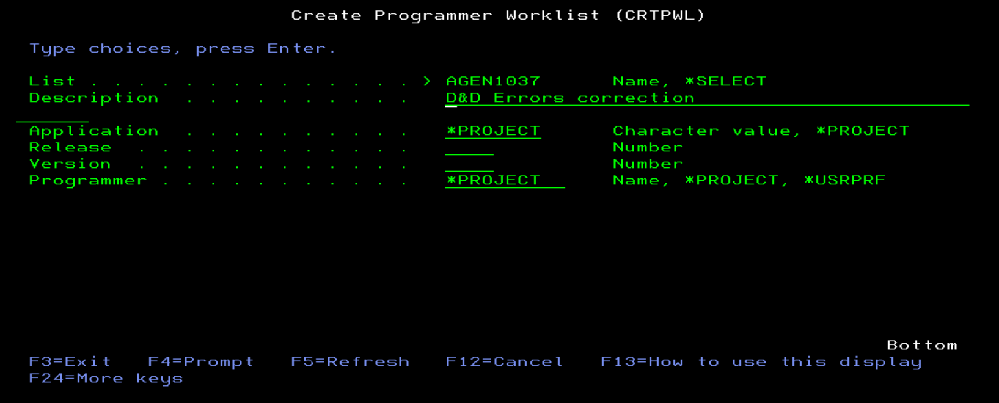 Create Programmer Worklist (CRTPWL)
Type choices, press Enter.
List . . . . . . . . . . . . . . > AGEN1037 Name, *SELECT
Description . . . . . . . . . . D&D Errors correction
Application . . . . . . . . . . *PROJECT Character value, *PROJECT
Release . . . . . . . . . . . . Number
Version . . . . . . . . . . . . Number
Programmer . . . . . . . . . . . *PROJECT Name, *PROJECT, *USRPRF
Bottom
F3=Exit F4=Prompt F5=Refresh F12=Cancel F13=How to use this display
F24=More keys